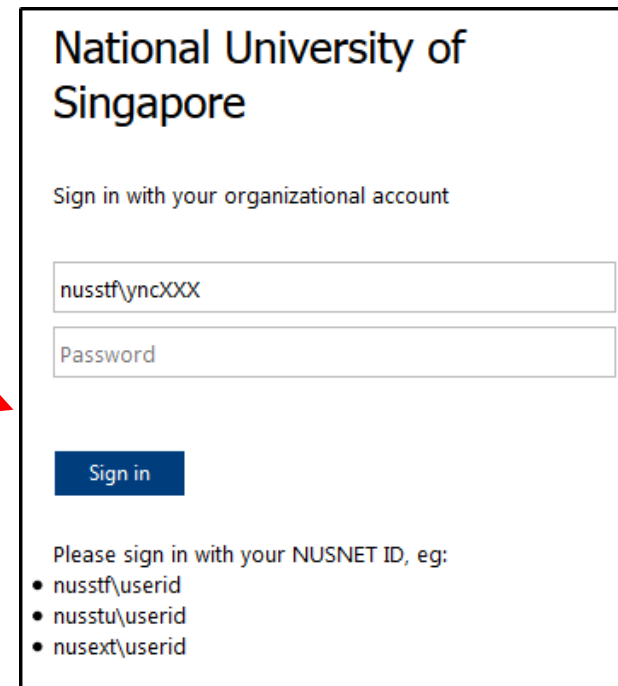 National University of
Singapore
Sign in with your organizational account
nusstf\yncXXX
Password
Sign in
Please sign in with your NUSNET ID, eg:
• nusstf\userid
• nusstu\userid
• nusext\userid